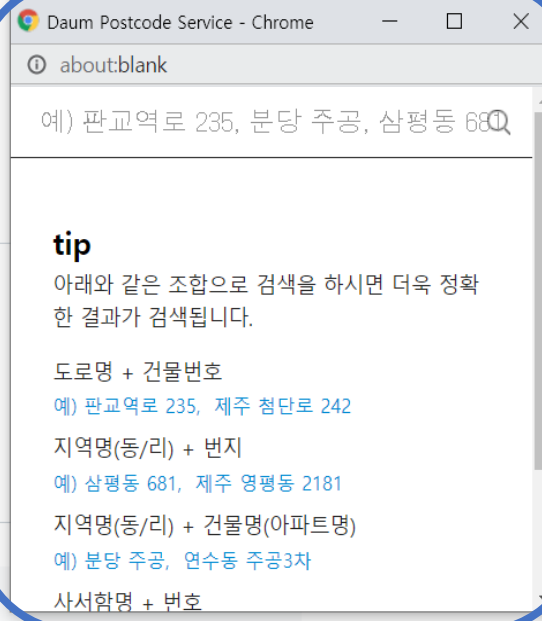 Daum Postcode Service - Chrome
about:blank
예) 판교역로 235, 분당 주공, 삼평동 681
tip
아래와 같은 조합으로 검색을 하시면 더욱 정확
한 결과가 검색됩니다.
도로명 + 건물번호
예) 판교역로 235, 제주 첨단로 242
지역명(동/리) + 번지
예) 삼평동 681, 제주 영평동 2181
지역명(동/리) + 건물명(아파트명)
예) 분당 주공, 연수동 주공3차
사서함명 + 번호